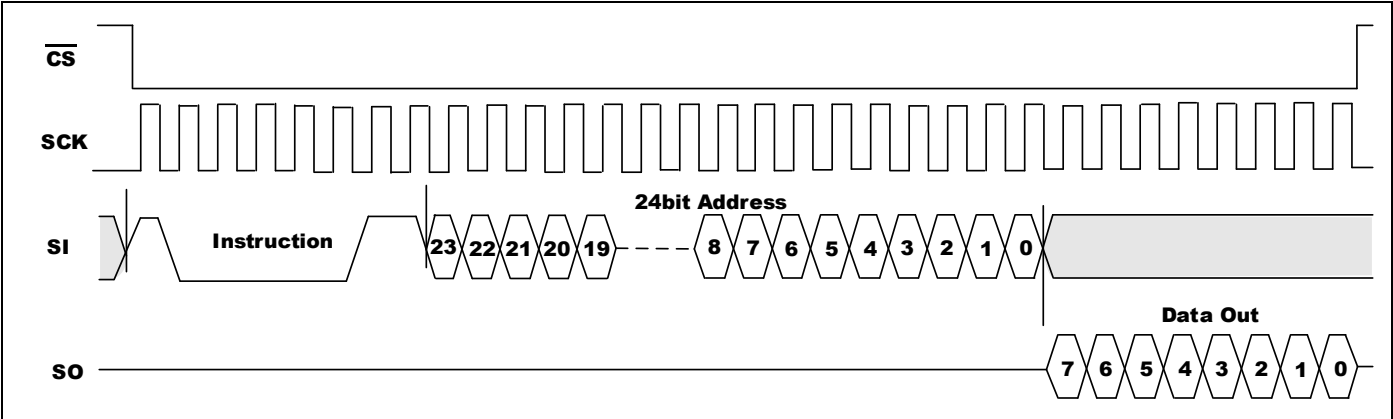 CS
SCK
24bit Address
SI Instruction 23 22 21 20 19 8 7 6 5 4 3 2 1 0
Data Out
SO 7 6 5 4 3 2 1 0